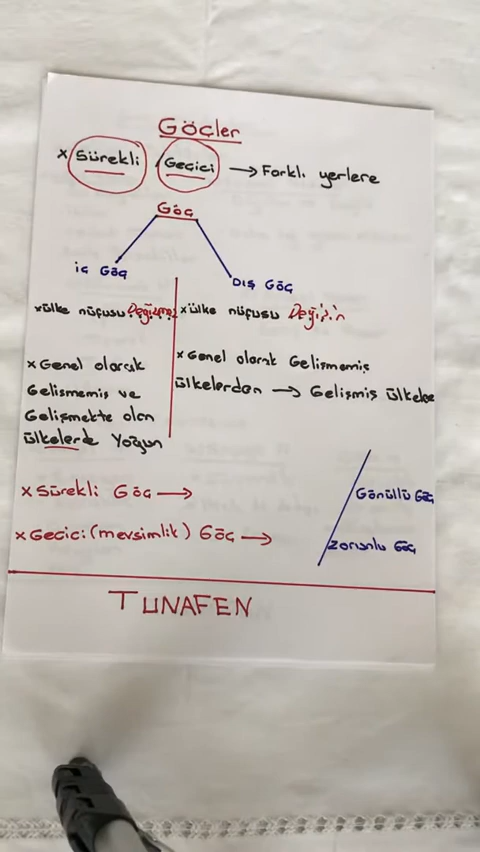 Göçler
x Sürekli / Geçici → Farklı yerlere
Göç
iç Göç
Dış Göç
x ülke nüfusu Değişmez
x ülke nüfusu Değişir
x Genel olarak
Gelişmemiş ve
Gelişmekte olan
ülkelerde Yoğun
x Genel olarak Gelişmemiş
ülkelerden → Gelişmiş ülkelere
x Sürekli Göç →
x Geçici (mevsimlik) Göç →
Gönüllü Göç
Zorunlu Göç
TUNAFEN